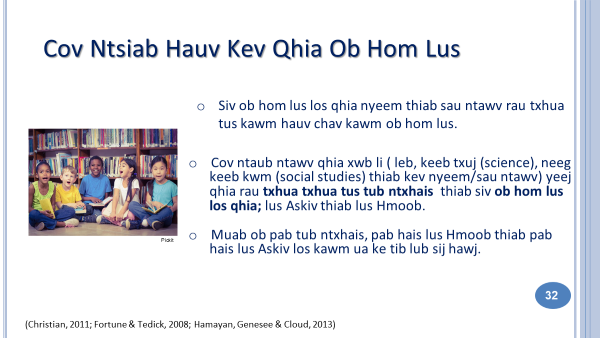 Cov Ntsiab Hauv Kev Qhia Ob Hom Lus
o Siv ob hom lus los qhia nyeem thiab sau ntawv rau txhua
tus kawm hauv chav kawm ob hom lus.
o Cov ntaub ntawv qhia xwb li ( leb, keeb txuj (science), neeg
keeb kwm (social studies) thiab kev nyeem/sau ntawv) yeej
qhia rau txhua txhua tus tub ntxhais thiab siv ob hom lus
los qhia; lus Askiv thiab lus Hmoob.
Pixit
o Muab ob pab tub ntxhais, pab hais lus Hmoob thiab pab
hais lus Askiv los kawm ua ke tib lub sij hawj.
32
(Christian, 2011; Fortune & Tedick, 2008; Hamayan, Genesee & Cloud, 2013)